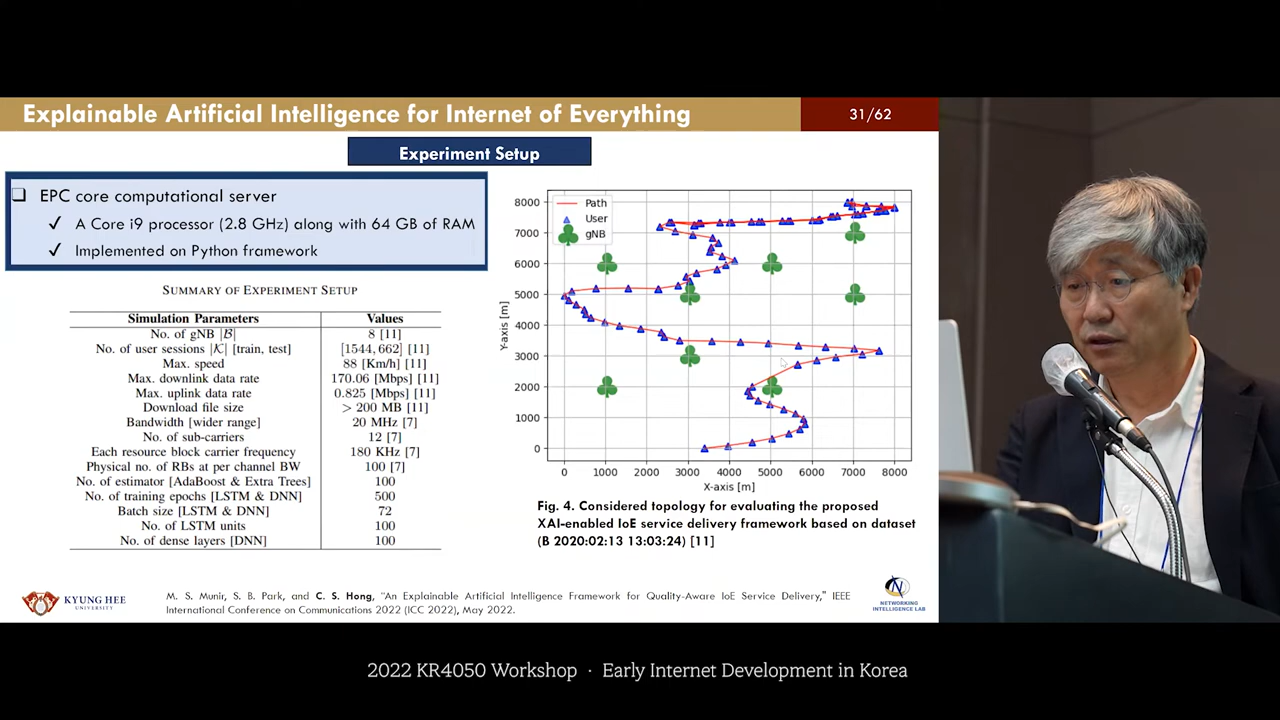 Explainable Artificial Intelligence for Internet of Everything
31/62
Experiment Setup
❑ EPC core computational server
✓ A Core i9 processor (2.8 GHz) along with 64 GB of RAM
✓ Implemented on Python framework
SUMMARY OF EXPERIMENT SETUP
Simulation Parameters Values
No. of gNB |B| 8 [11]
No. of user sessions |K| [train, test] [1544, 662] [11]
Max. speed 88 [Km/h] [11]
Max. downlink data rate 170.06 [Mbps] [11]
Max. uplink data rate 0.825 [Mbps] [11]
Download file size > 200 MB [11]
Bandwidth [wider range] 20 MHz [7]
No. of sub-carriers 12 [7]
Each resource block carrier frequency 180 KHz [7]
Physical no. of RBs at per channel BW 100 [7]
No. of estimator [AdaBoost & Extra Trees] 100
No. of training epochs [LSTM & DNN] 500
Batch size [LSTM & DNN] 72
No. of LSTM units 100
No. of dense layers [DNN] 100
Path
User
gNB
8000
7000
6000
5000
4000
3000
2000
1000
0
Y-axis [m]
0 1000 2000 3000 4000 5000 6000 7000 8000
X-axis [m]
Fig. 4. Considered topology for evaluating the proposed
XAI-enabled IoE service delivery framework based on dataset
(B 2020:02:13 13:03:24) [11]
KYUNG HEE
UNIVERSITY
M. S. Munir, S. B. Park, and C. S. Hong, "An Explainable Artificial Intelligence Framework for Quality-Aware IoE Service Delivery," IEEE
International Conference on Communications 2022 (ICC 2022), May 2022.
NETWORKING
INTELLIGENCE LAB
2022 KR4050 Workshop · Early Internet Development in Korea